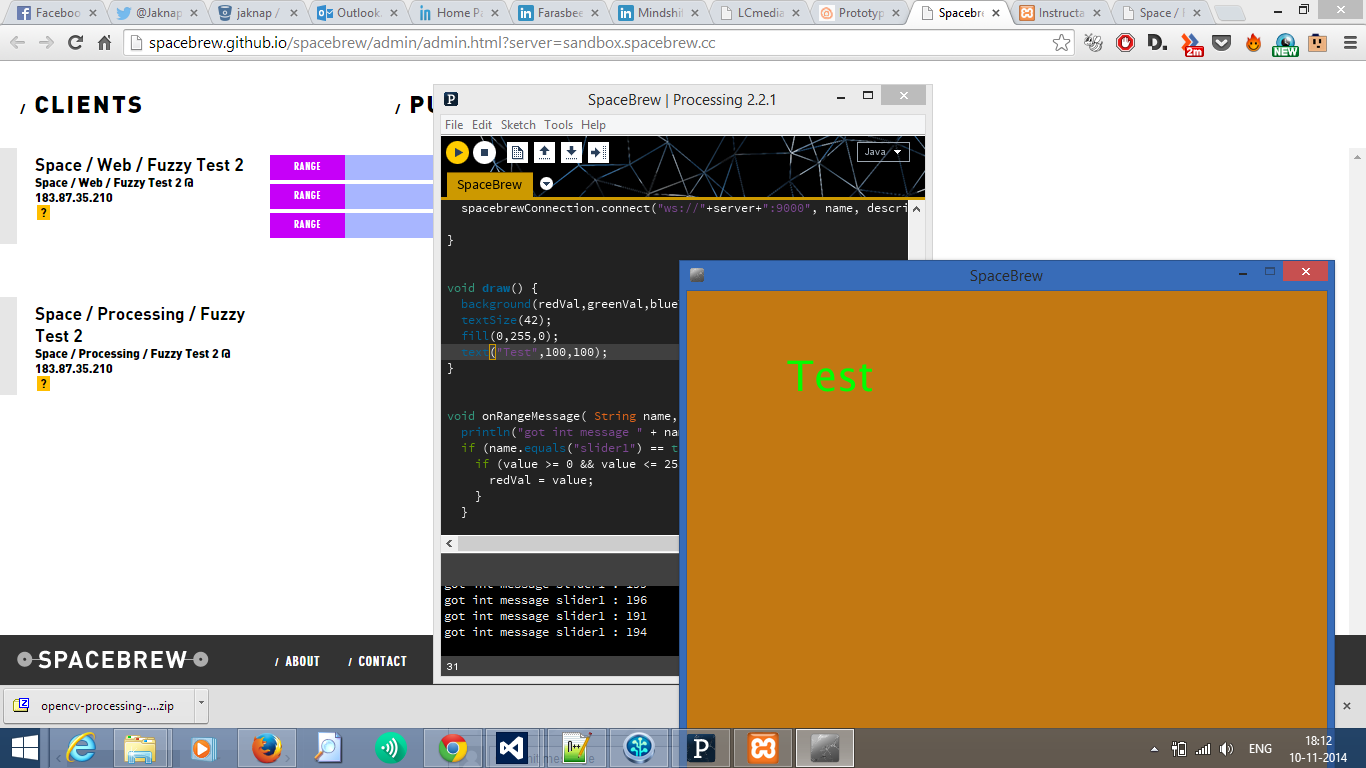 Faceboo
@Jaknap
jaknap /
Outlook.
Home Pa
Farasbee
Mindshif
LCmedia
Prototyp
Spacebre
Instructa
Space / P
spacebrew.github.io/spacebrew/admin/admin.html?server=sandbox.spacebrew.cc
D.
2m
NEW
/ CLIENTS
/ PU
Space / Web / Fuzzy Test 2
Space / Web / Fuzzy Test 2 @
183.87.35.210
?
RANGE
RANGE
RANGE
Space / Processing / Fuzzy
Test 2
Space / Processing / Fuzzy Test 2 @
183.87.35.210
?
P SpaceBrew | Processing 2.2.1
File Edit Sketch Tools Help
Java
SpaceBrew
spacebrewConnection.connect("ws://"+server+":9000", name, descri
}
void draw() {
background(redVal,greenVal,blue
textSize(42);
fill(0,255,0);
text("Test",100,100);
}
void onRangeMessage( String name,
println("got int message " + na
if (name.equals("slider1") == t
if (value >= 0 && value <= 25
redVal = value;
}
}
got int message slider1 : 196
got int message slider1 : 191
got int message slider1 : 194
31
SpaceBrew
Test
SPACEBREW
/ ABOUT
/ CONTACT
opencv-processing-....zip
N++
P
ENG
18:12
10-11-2014